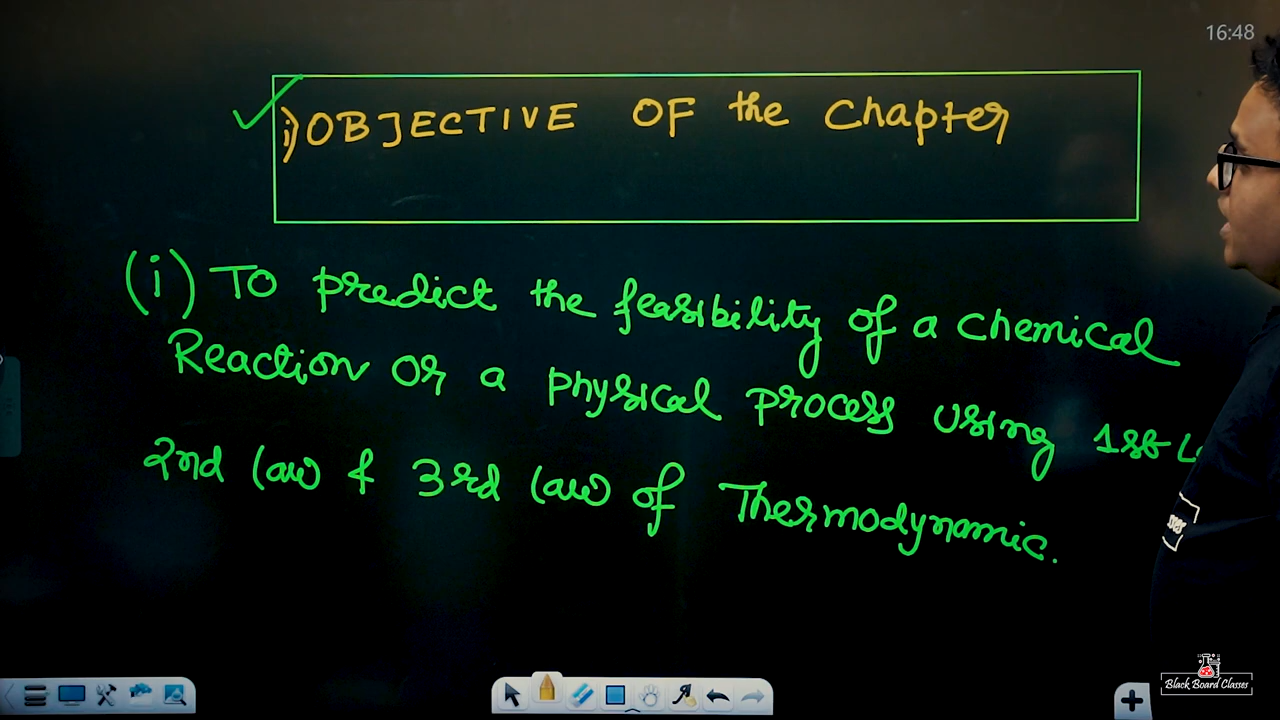 16:48
i) OBJECTIVE OF the Chapter
(i) TO predict the feasibility of a chemical
Reaction Or a physical process using 1st
2nd law & 3rd law of Thermodynamic.
Black Board Classes